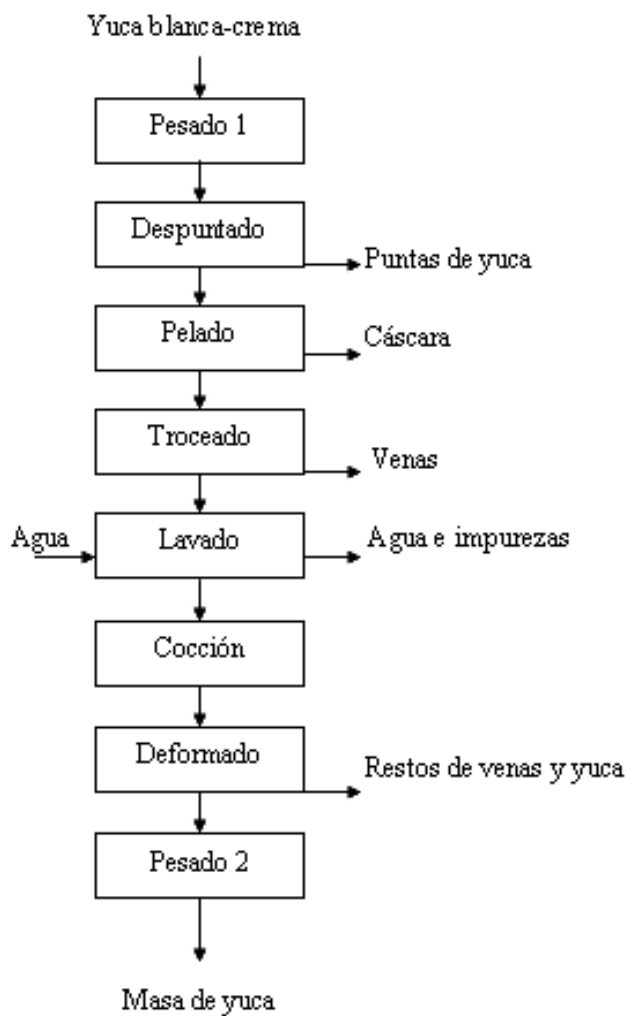 Yuca blanca-crema
Pesado 1
Despuntado
Puntas de yuca
Pelado
Cáscara
Troceado
Venas
Agua
Lavado
Agua e impurezas
Cocción
Deformado
Restos de venas y yuca
Pesado 2
Masa de yuca